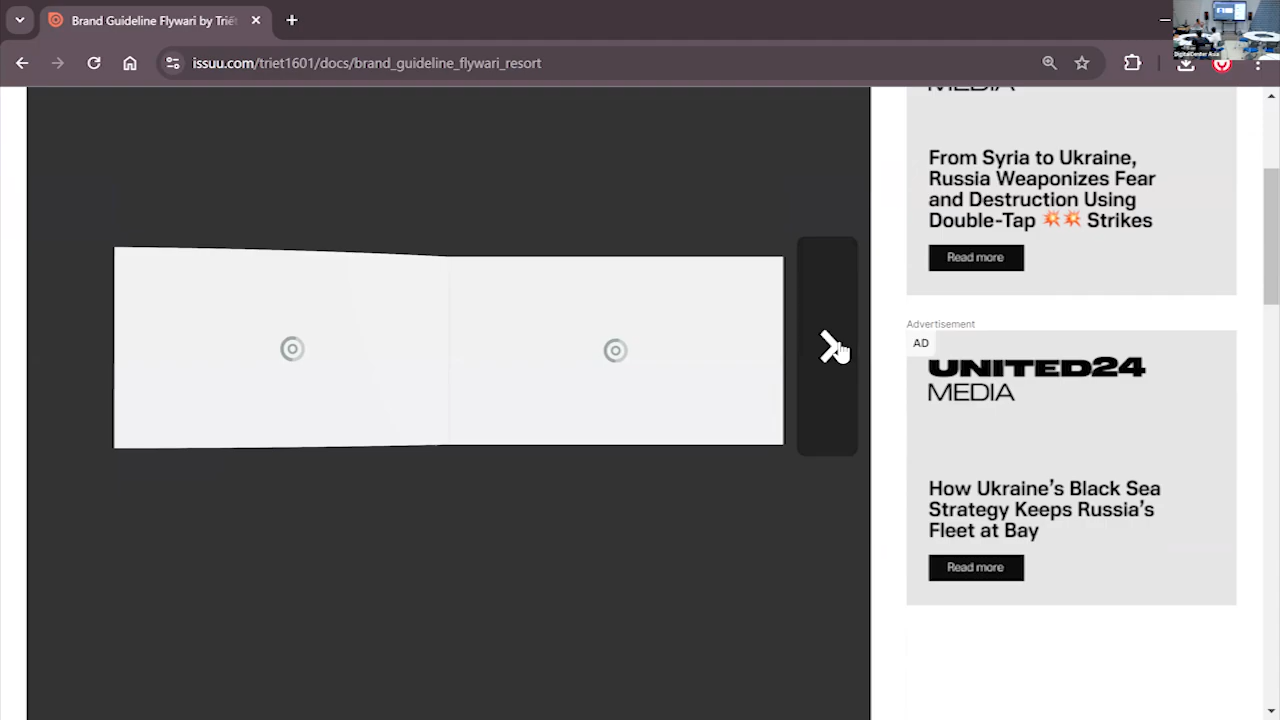 Brand Guideline Flywari by Triết
issuu.com/triet1601/docs/brand_guideline_flywari_resort
MEDIA
From Syria to Ukraine,
Russia Weaponizes Fear
and Destruction Using
Double-Tap 💥💥 Strikes
Read more
Advertisement
AD
UNITED24
MEDIA
How Ukraine's Black Sea
Strategy Keeps Russia's
Fleet at Bay
Read more